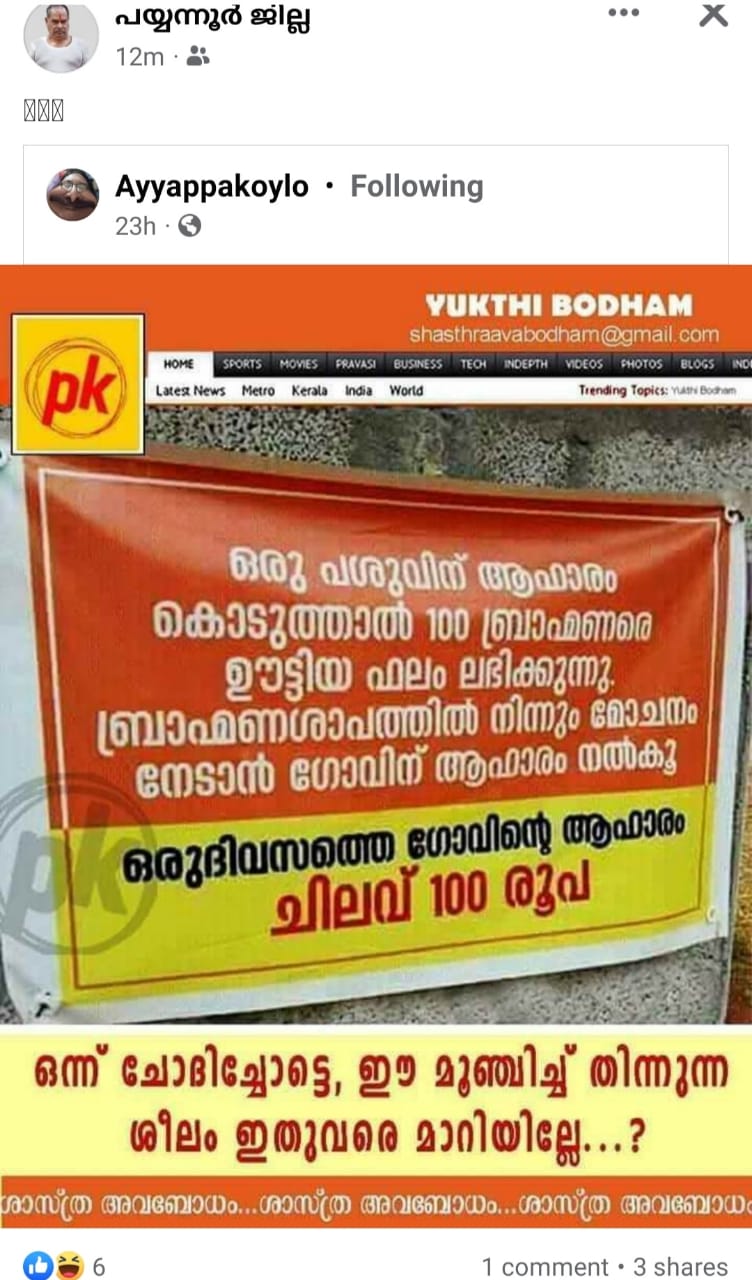 പയ്യന്നൂർ ജില്ല
12m
Ayyappakoylo • Following
23h
YUKTHI BODHAM
shasthraavabodham@gmail.com
pk
HOME SPORTS MOVIES PRAVASI BUSINESS TECH INDEPTH VIDEOS PHOTOS BLOGS IND
Latest News Metro Kerala India World Trending Topics: Yukthi Bodham
ഒരു പശുവിന് ആഹാരം
കൊടുത്താൽ 100 ബ്രാഹ്മണരെ
ഊട്ടിയ ഫലം ലഭിക്കുന്നു.
ബ്രാഹ്മണശാപത്തിൽ നിന്നും മോചനം
നേടാൻ ഗോവിന് ആഹാരം നൽകൂ
ഒരുദിവസത്തെ ഗോവിന്റെ ആഹാരം
ചിലവ് 100 രൂപ
pk
ഒന്ന് ചോദിച്ചോട്ടെ, ഈ മൂഞ്ചിച്ച് തിന്നുന്ന
ശീലം ഇതുവരെ മാറിയില്ലേ...?
ശാസ്ത്ര അവബോധം...ശാസ്ത്ര അവബോധം...ശാസ്ത്ര അവബോധം
6 1 comment • 3 shares